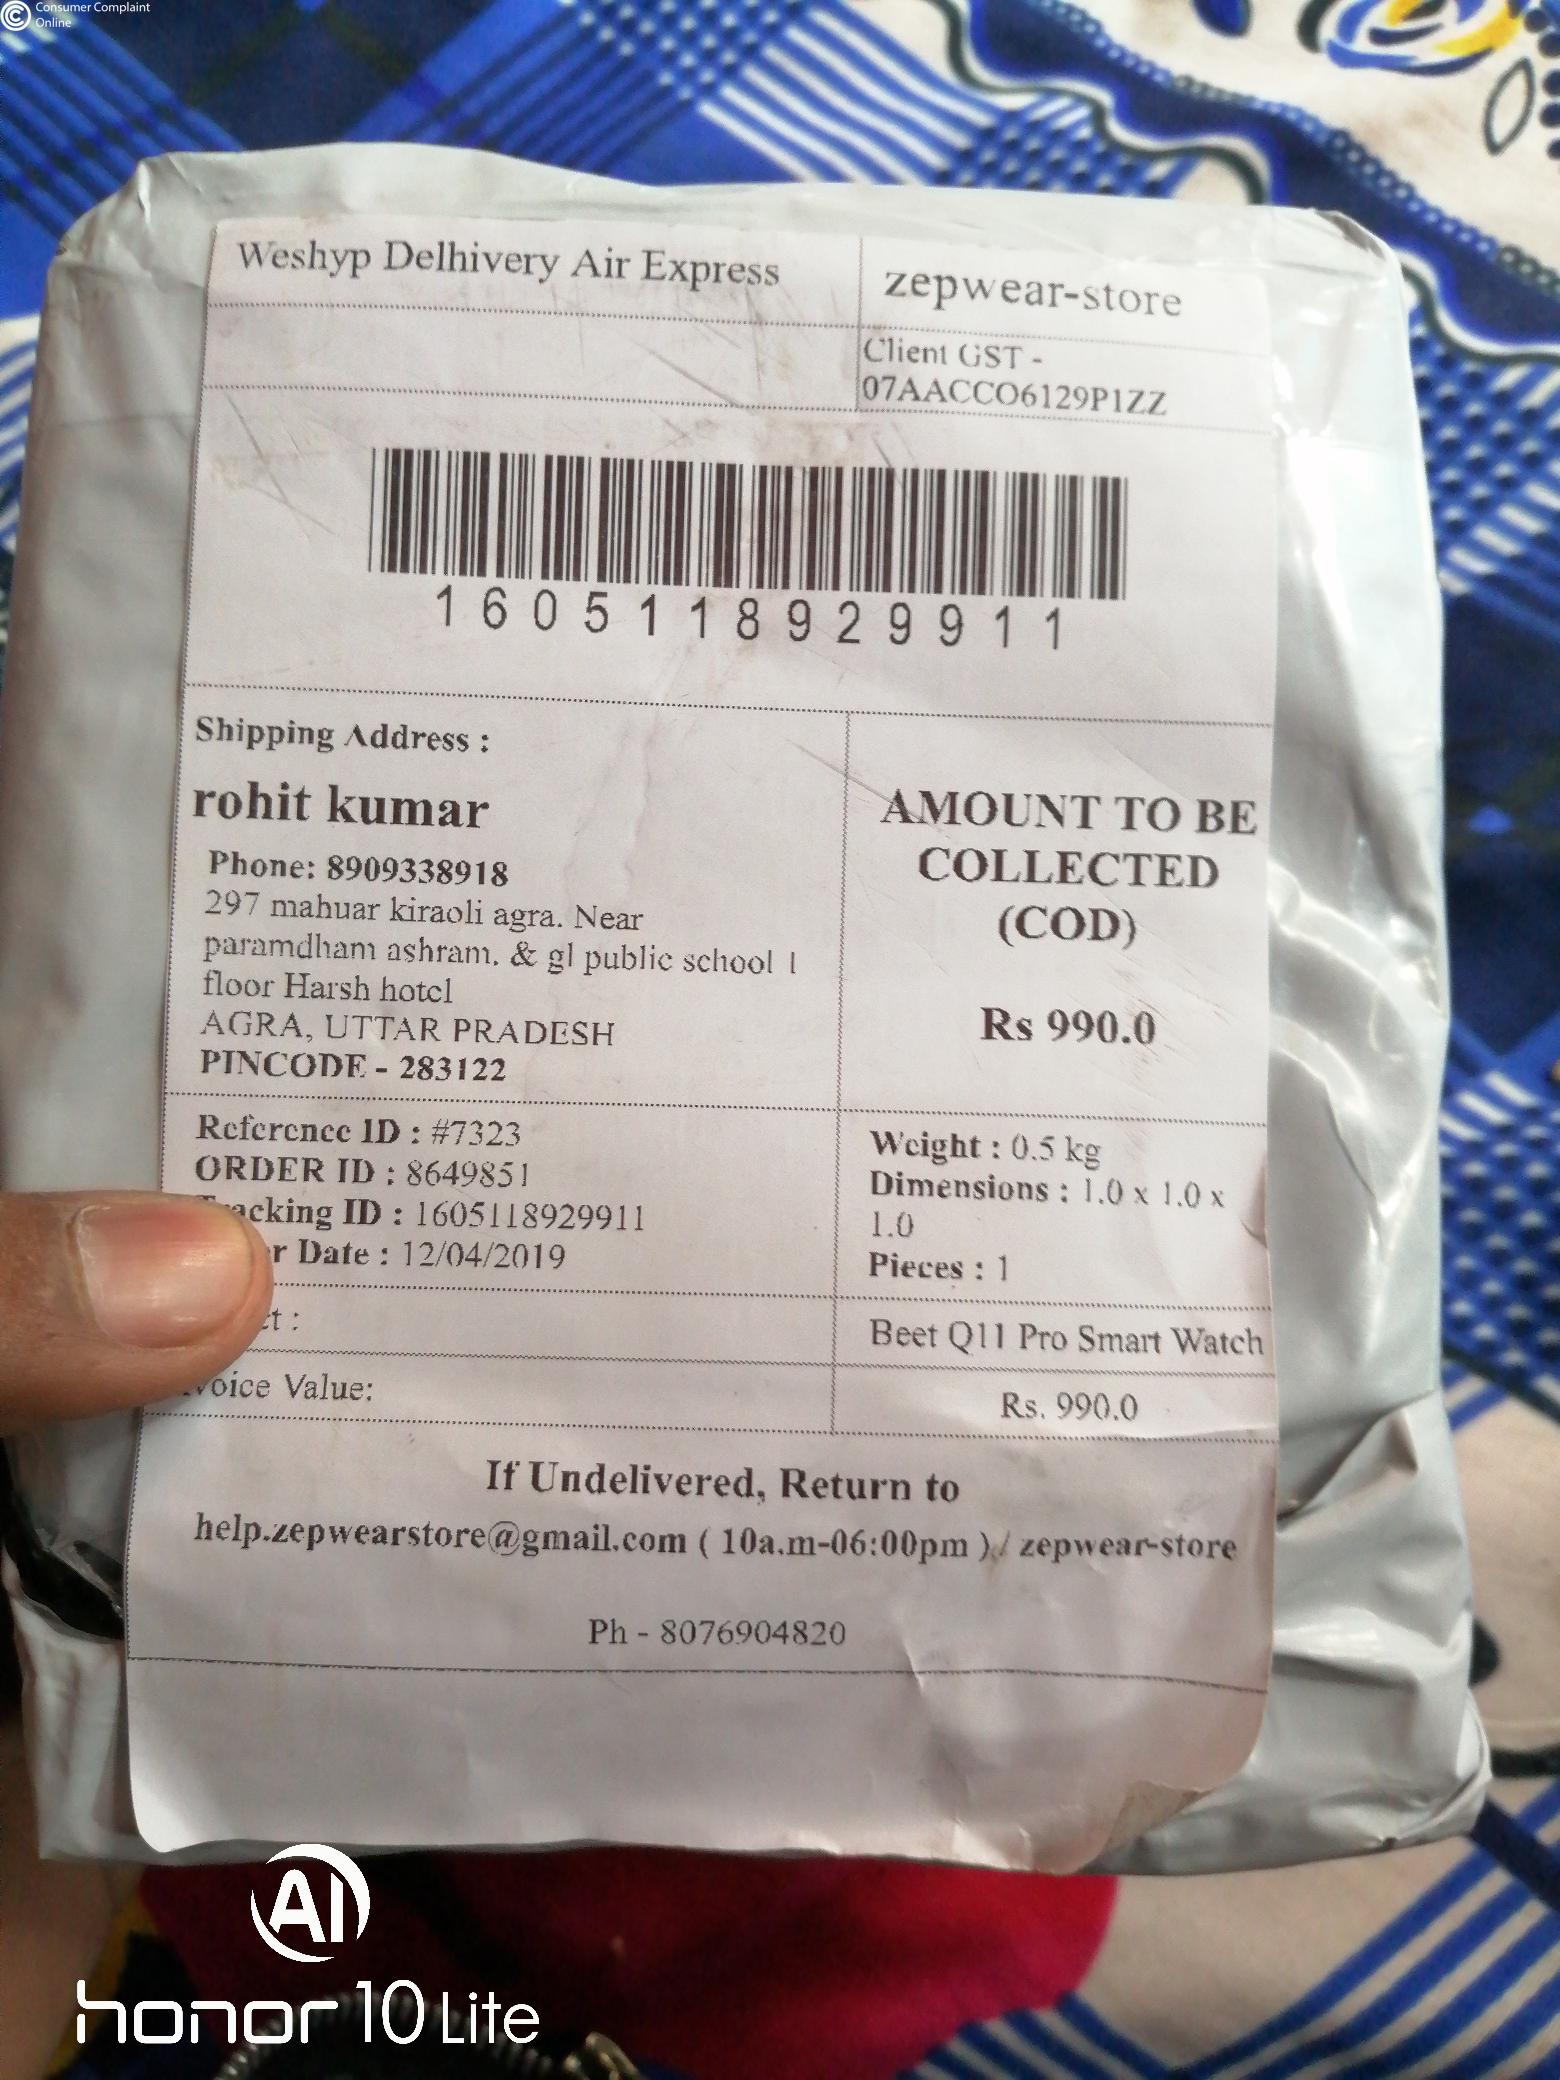 Consumer Complaint
Online
Weshyp Delhivery Air Express
zepwear-store
Client GST -
07AACCO6129P1ZZ
1605118929911
Shipping Address :
rohit kumar
Phone: 8909338918
297 mahuar kiraoli agra. Near
paramdham ashram. & gl public school 1
floor Harsh hotel
AGRA, UTTAR PRADESH
PINCODE - 283122
AMOUNT TO BE
COLLECTED
(COD)
Rs 990.0
Reference ID : #7323
ORDER ID : 8649851
Tracking ID : 1605118929911
r Date : 12/04/2019
Weight : 0.5 kg
Dimensions : 1.0 x 1.0 x
1.0
Pieces : 1
ct :
Beet Q11 Pro Smart Watch
voice Value:
Rs. 990.0
If Undelivered, Return to
help.zepwearstore@gmail.com ( 10a.m-06:00pm ) / zepwear-store
Ph - 8076904820
AI
honor 10 Lite